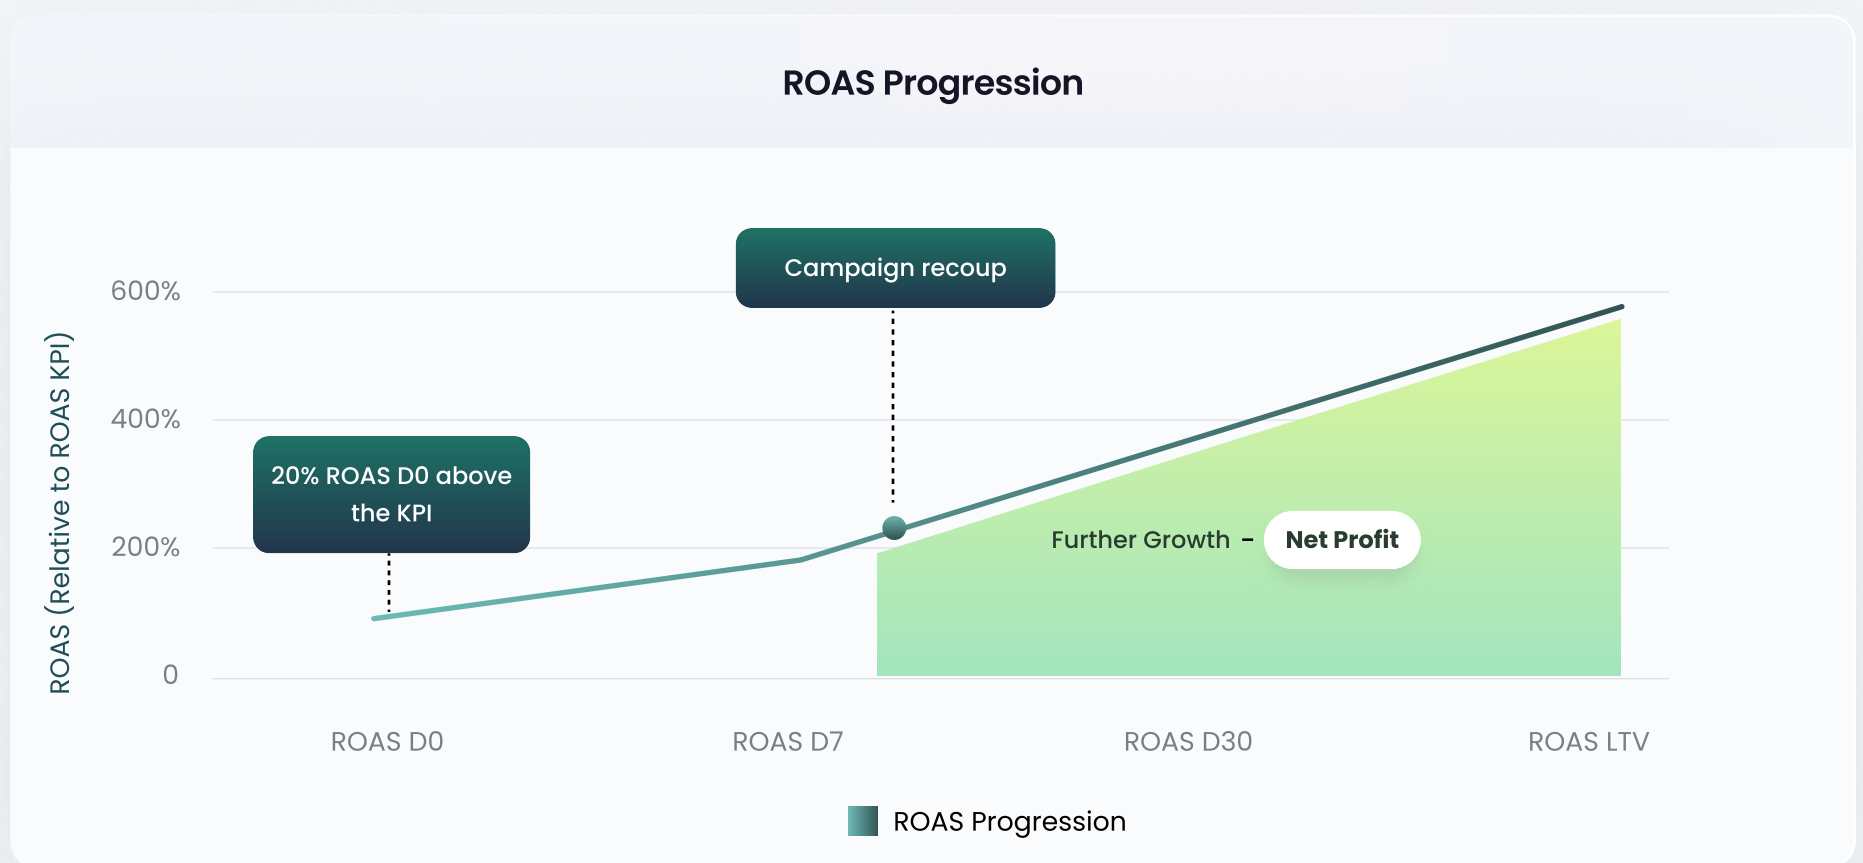 ROAS Progression
Campaign recoup
600%
400%
20% ROAS D0 above
the KPI
200%
0
ROAS (Relative to ROAS KPI)
Further Growth – Net Profit
ROAS D0
ROAS D7
ROAS D30
ROAS LTV
ROAS Progression